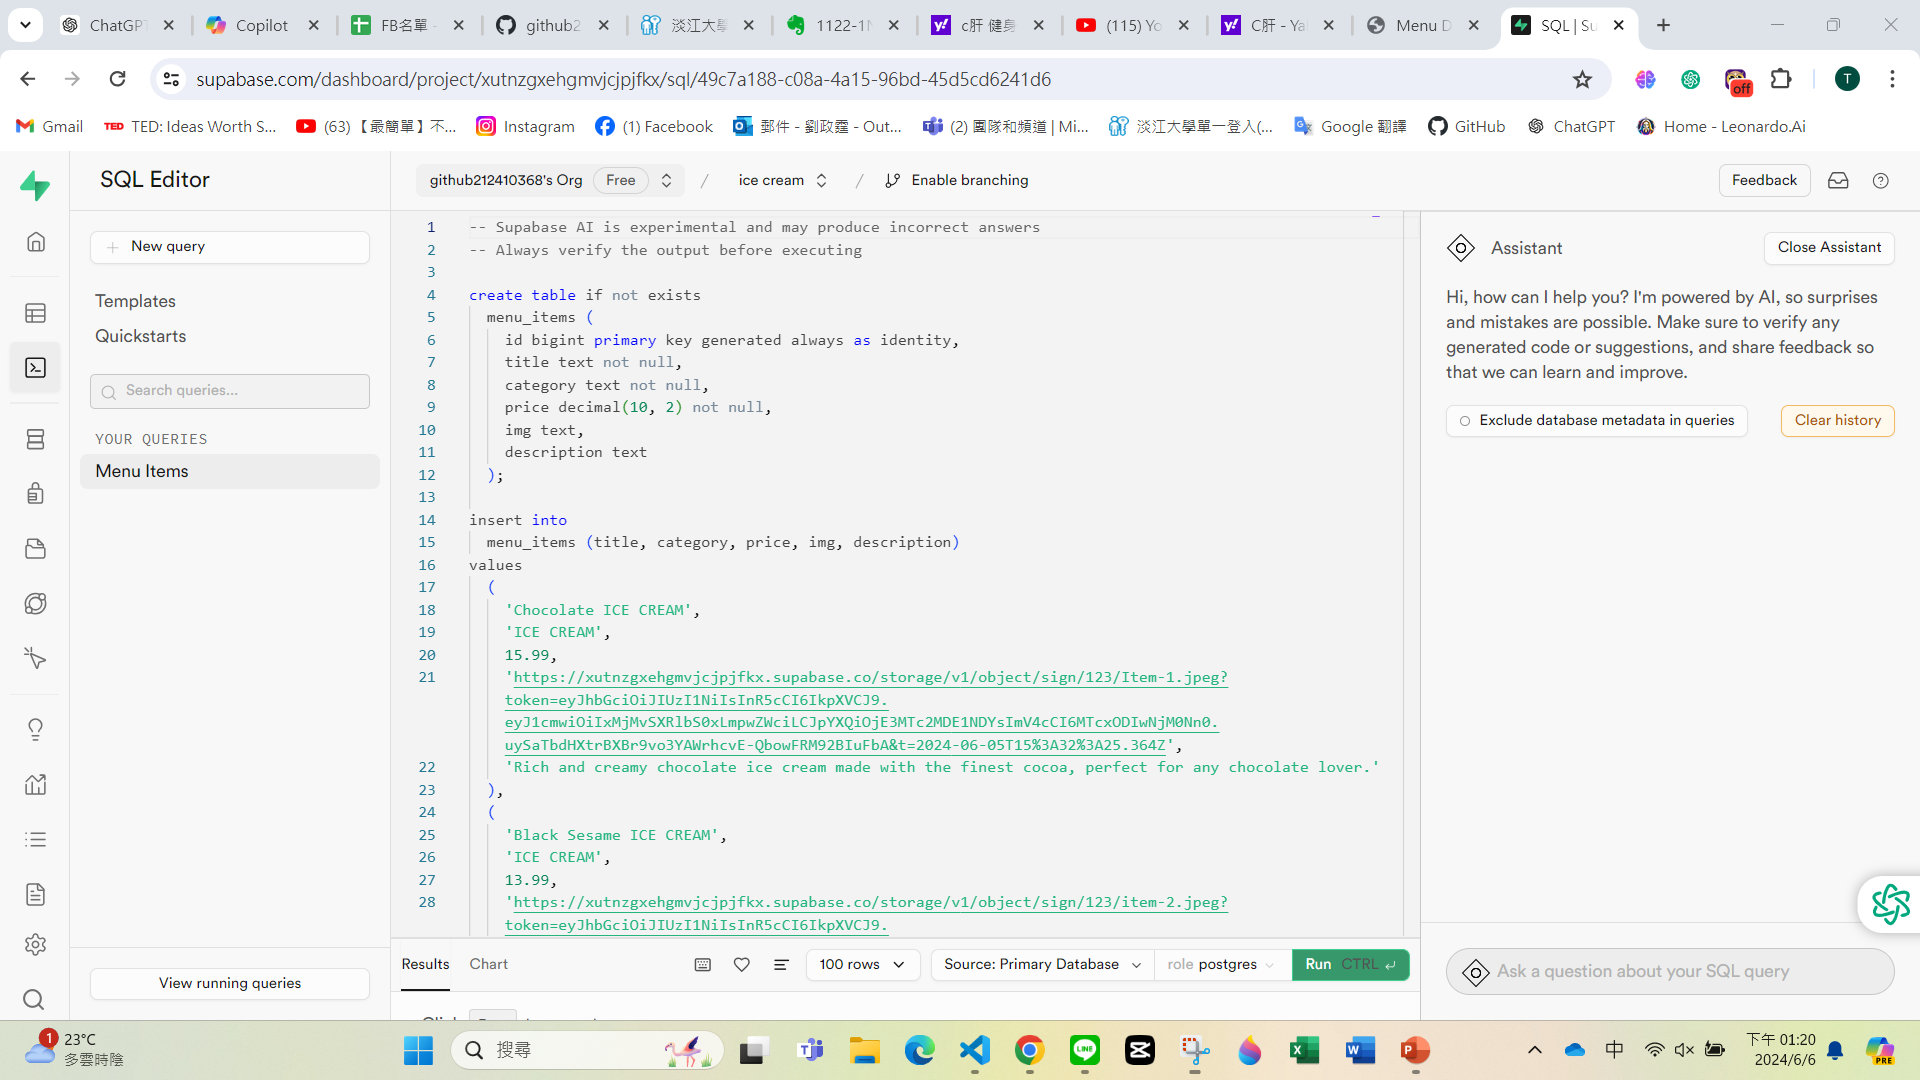 ChatGPT
Copilot
FB名單 -
github2
淡江大學
1122-1
c肝 健身
(115) Yo
C肝 - Ya
Menu D
SQL | Su
supabase.com/dashboard/project/xutnzgxehgmvjcjpjfkx/sql/49c7a188-c08a-4a15-96bd-45d5cd6241d6
off
T
Gmail
TED: Ideas Worth S...
(63) 【最簡單】不...
Instagram
(1) Facebook
郵件 - 劉政霆 - Out...
(2) 團隊和頻道 | Mi...
淡江大學單一登入(...
Google 翻譯
GitHub
ChatGPT
Home - Leonardo.Ai
SQL Editor
github212410368's Org Free / ice cream / Enable branching
Feedback
New query
Templates
Quickstarts
Search queries...
YOUR QUERIES
Menu Items
View running queries
1 -- Supabase AI is experimental and may produce incorrect answers
2 -- Always verify the output before executing
3
4 create table if not exists
5 menu_items (
6 id bigint primary key generated always as identity,
7 title text not null,
8 category text not null,
9 price decimal(10, 2) not null,
10 img text,
11 description text
12 );
13
14 insert into
15 menu_items (title, category, price, img, description)
16 values
17 (
18 'Chocolate ICE CREAM',
19 'ICE CREAM',
20 15.99,
21 'https://xutnzgxehgmvjcjpjfkx.supabase.co/storage/v1/object/sign/123/Item-1.jpeg?
token=eyJhbGciOiJIUzI1NiIsInR5cCI6IkpXVCJ9.
eyJ1cmwiOiIxMjMvSXRlbS0xLmpwZWciLCJpYXQiOjE3MTc2MDE1NDYsImV4cCI6MTcxODIwNjM0Nn0.
uySaTbdHXtrBXBr9vo3YAWrhcvE-QbowFRM92BIuFbA&t=2024-06-05T15%3A32%3A25.364Z',
22 'Rich and creamy chocolate ice cream made with the finest cocoa, perfect for any chocolate lover.'
23 ),
24 (
25 'Black Sesame ICE CREAM',
26 'ICE CREAM',
27 13.99,
28 'https://xutnzgxehgmvjcjpjfkx.supabase.co/storage/v1/object/sign/123/item-2.jpeg?
token=eyJhbGciOiJIUzI1NiIsInR5cCI6IkpXVCJ9.
Results
Chart
100 rows
Source: Primary Database
role postgres
Run CTRL
Assistant
Close Assistant
Hi, how can I help you? I'm powered by AI, so surprises
and mistakes are possible. Make sure to verify any
generated code or suggestions, and share feedback so
that we can learn and improve.
Exclude database metadata in queries
Clear history
Ask a question about your SQL query
1
23°C
多雲時陰
搜尋
中
下午 01:20
2024/6/6
PRE